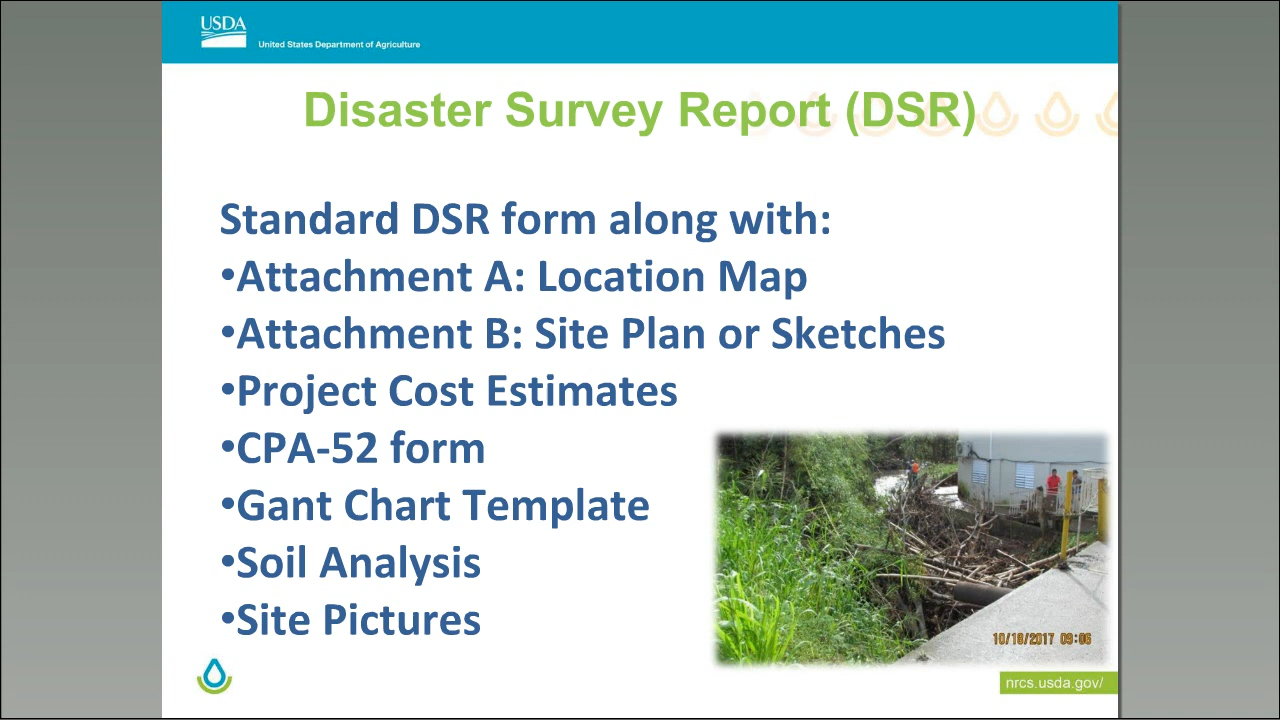 USDA
United States Department of Agriculture
Disaster Survey Report (DSR)
Standard DSR form along with:
•Attachment A: Location Map
•Attachment B: Site Plan or Sketches
•Project Cost Estimates
•CPA-52 form
•Gant Chart Template
•Soil Analysis
•Site Pictures
10/18/2017 09:06
nrcs.usda.gov/